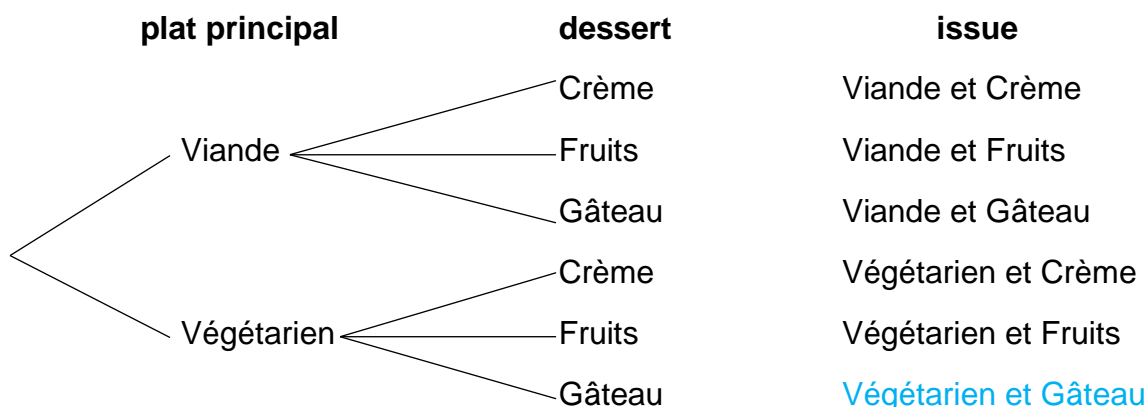 plat principal dessert issue
Crème Viande et Crème
Viande Fruits Viande et Fruits
Gâteau Viande et Gâteau
Crème Végétarien et Crème
Végétarien Fruits Végétarien et Fruits
Gâteau Végétarien et Gâteau